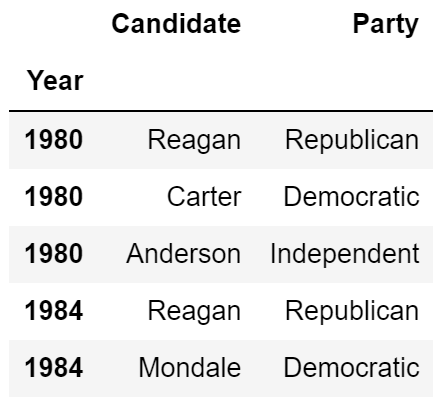 Candidate Party
Year
1980 Reagan Republican
1980 Carter Democratic
1980 Anderson Independent
1984 Reagan Republican
1984 Mondale Democratic